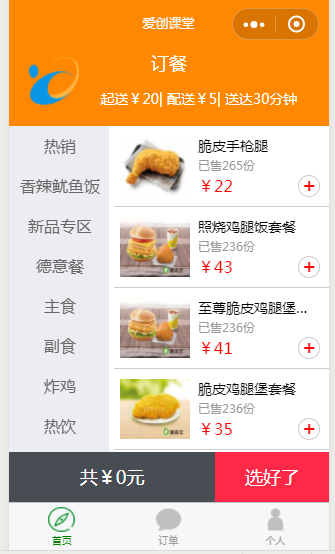 爱创课堂
订餐
起送￥20| 配送￥5| 送达30分钟
热销
香辣鱿鱼饭
新品专区
德意餐
主食
副食
炸鸡
热饮
脆皮手枪腿
已售265份
￥22
照烧鸡腿饭套餐
已售236份
￥43
至尊脆皮鸡腿堡...
已售236份
￥41
脆皮鸡腿堡套餐
已售236份
￥35
共￥0元
选好了
首页
订单
个人